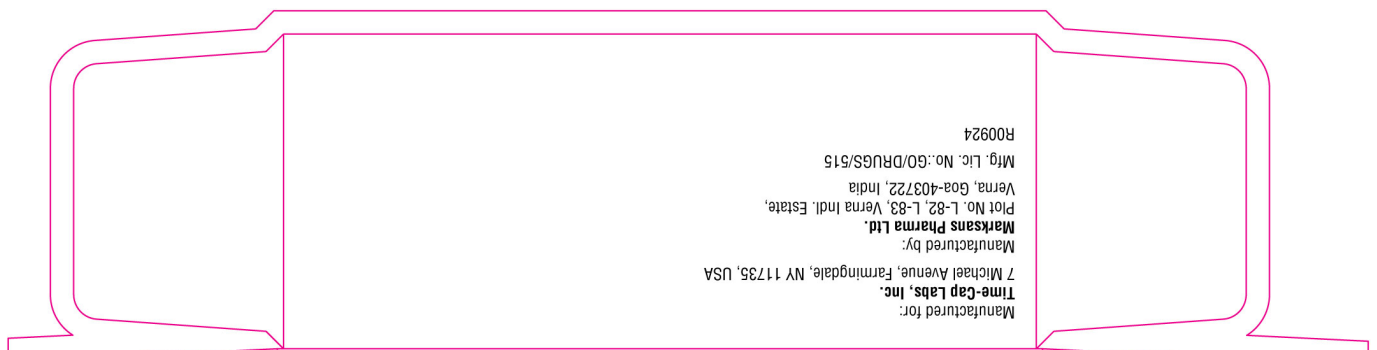 Manufactured for:
Time-Cap Labs, Inc.
7 Michael Avenue, Farmingdale, NY 11735, USA
Manufactured by:
Marksans Pharma Ltd.
Plot No. L-82, L-83, Verna Indl. Estate,
Verna, Goa-403722, India
Mfg. Lic. No.:GO/DRUGS/515
R00924